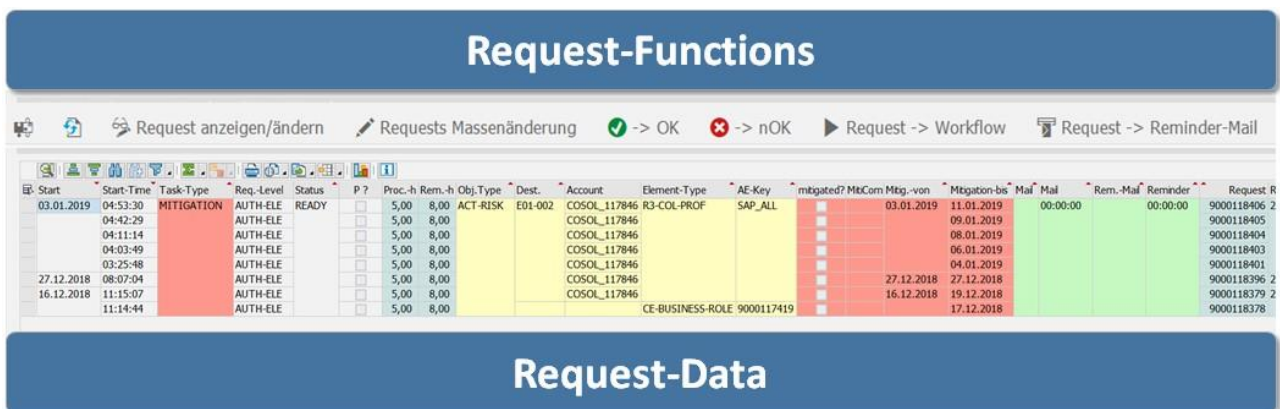 Request-Functions
Request anzeigen/ändern Requests Massenänderung -> OK -> nOK Request -> Workflow Request -> Reminder-Mail
Start Start-Time Task-Type Req.-Level Status P ? Proc.-h Rem.-h Obj.Type Dest. Account Element-Type AE-Key mtigated? MitiCom Mitig.-von Mitigation-bis Mail Mail Rem.-Mail Reminder Request R
03.01.2019 04:53:30 MITIGATION AUTH-ELE READY 5,00 8,00 ACT-RISK E01-002 COSOL_117846 R3-COL-PROF SAP_ALL 03.01.2019 11.01.2019 00:00:00 00:00:00 9000118406 2
04:42:29 AUTH-ELE 5,00 8,00 COSOL_117846 09.01.2019 9000118405
04:11:14 AUTH-ELE 5,00 8,00 COSOL_117846 08.01.2019 9000118404
04:03:49 AUTH-ELE 5,00 8,00 COSOL_117846 06.01.2019 9000118403
03:25:48 AUTH-ELE 5,00 8,00 COSOL_117846 04.01.2019 9000118401
27.12.2018 08:07:04 AUTH-ELE 5,00 8,00 COSOL_117846 27.12.2018 27.12.2018 9000118396 2
16.12.2018 11:15:07 AUTH-ELE 5,00 8,00 COSOL_117846 16.12.2018 19.12.2018 9000118379 2
11:14:44 AUTH-ELE 5,00 8,00 CE-BUSINESS-ROLE 9000117419 17.12.2018 9000118378
Request-Data